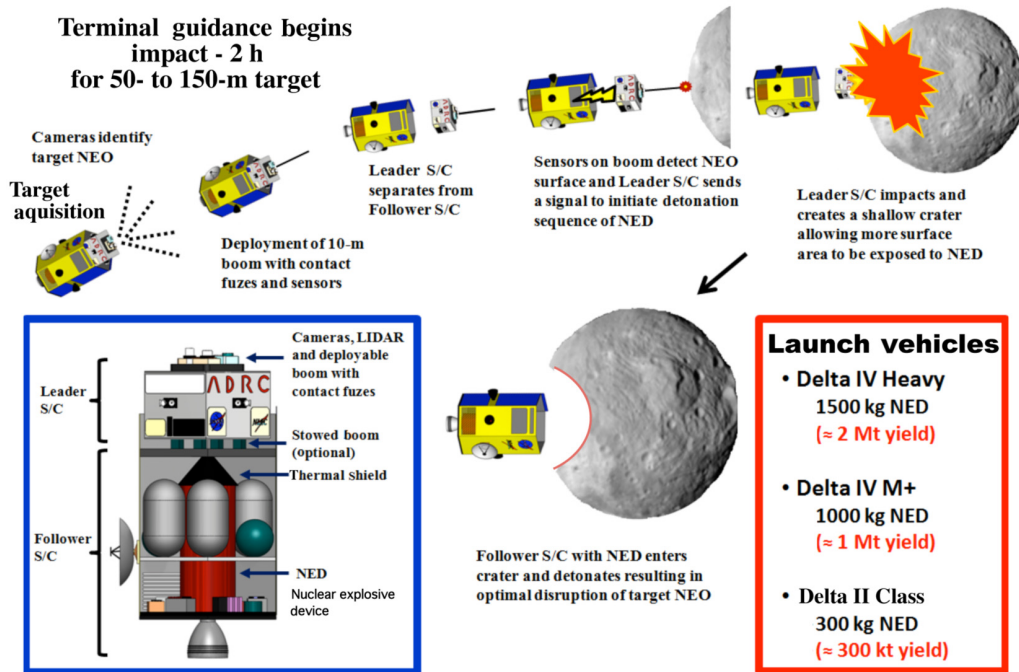 Terminal guidance begins
impact - 2 h
for 50- to 150-m target
Cameras identify
target NEO
Target
aquisition
Deployment of 10-m
boom with contact
fuzes and sensors
Leader S/C
separates from
Follower S/C
Sensors on boom detect NEO
surface and Leader S/C sends
a signal to initiate detonation
sequence of NED
Leader S/C impacts and
creates a shallow crater
allowing more surface
area to be exposed to NED
Follower S/C with NED enters
crater and detonates resulting in
optimal disruption of target NEO
Leader
S/C
Follower
S/C
ADRC
Cameras, LIDAR
and deployable
boom with
contact fuzes
Stowed boom
(optional)
Thermal Shield
NED
Nuclear explosive
device
Launch vehicles
• Delta IV Heavy
1500 kg NED
(≈ 2 Mt yield)
• Delta IV M+
1000 kg NED
(≈ 1 Mt yield)
• Delta II Class
300 kg NED
(≈ 300 kt yield)